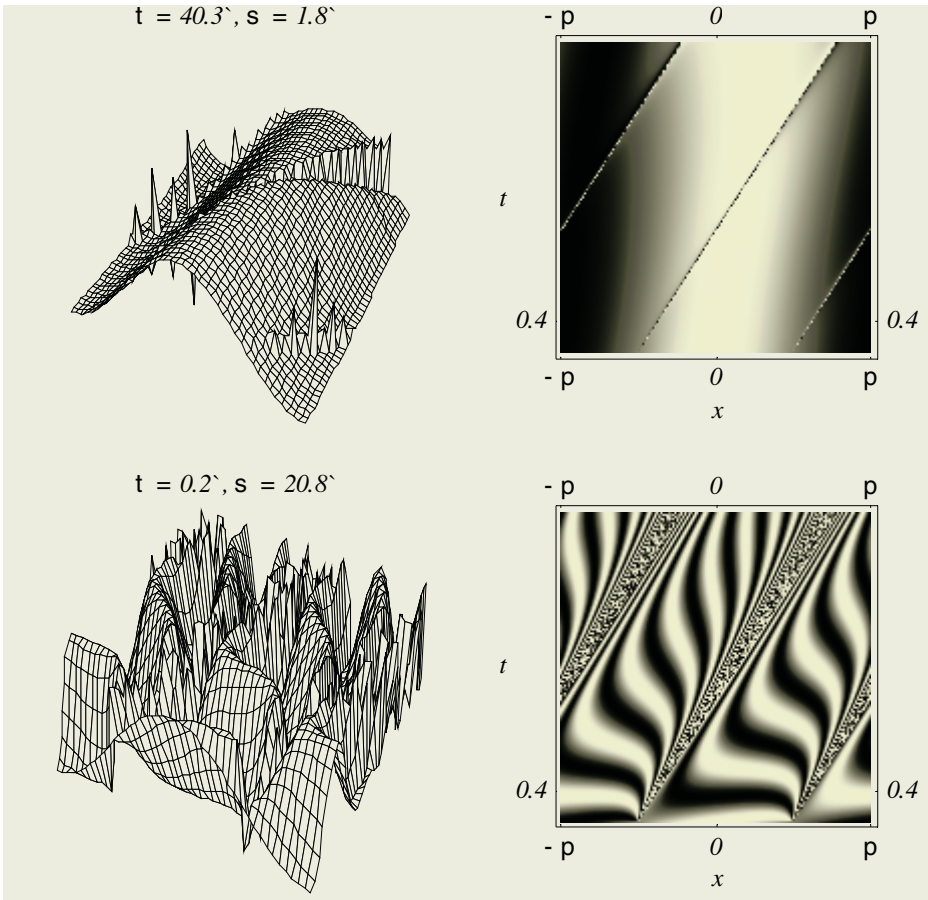 t = 40.3`, s = 1.8`
- p 0 p
t
0.4 0.4
- p 0 p
x
t = 0.2`, s = 20.8`
- p 0 p
t
0.4 0.4
- p 0 p
x